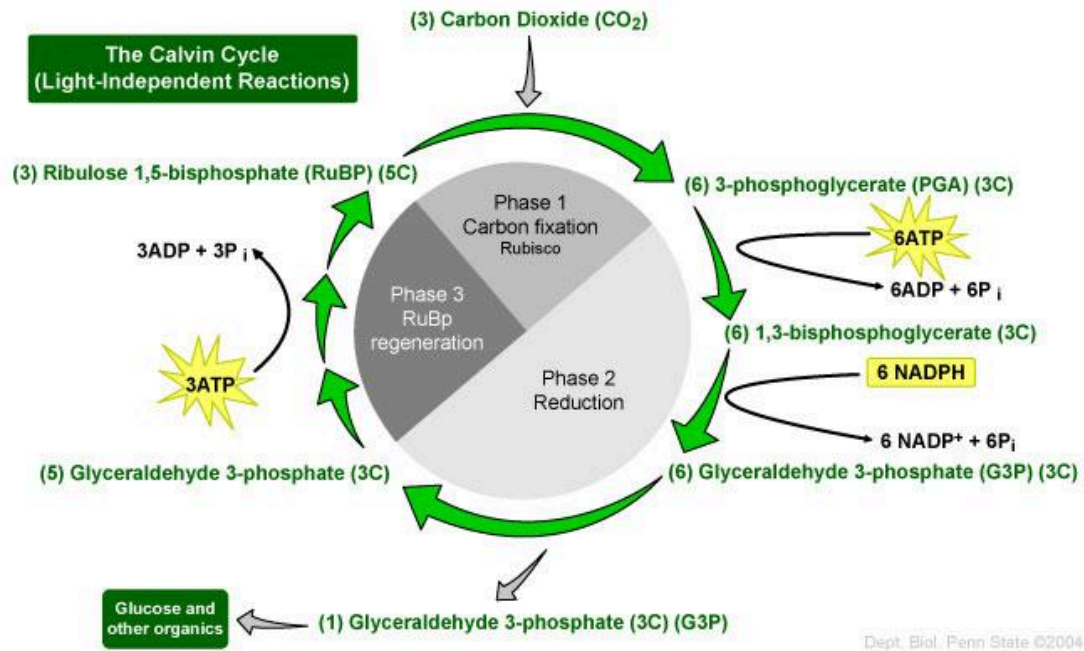 (3) Carbon Dioxide (CO₂)
The Calvin Cycle
(Light-Independent Reactions)
(3) Ribulose 1,5-bisphosphate (RuBP) (5C)
(6) 3-phosphoglycerate (PGA) (3C)
Phase 1
Carbon fixation
Rubisco
6ATP
3ADP + 3P i
6ADP + 6P i
Phase 3
RuBp
regeneration
(6) 1,3-bisphosphoglycerate (3C)
3ATP
Phase 2
Reduction
6 NADPH
6 NADP⁺ + 6Pi
(5) Glyceraldehyde 3-phosphate (3C)
(6) Glyceraldehyde 3-phosphate (G3P) (3C)
Glucose and
other organics
(1) Glyceraldehyde 3-phosphate (3C) (G3P)
Dept. Biol. Penn State ©2004